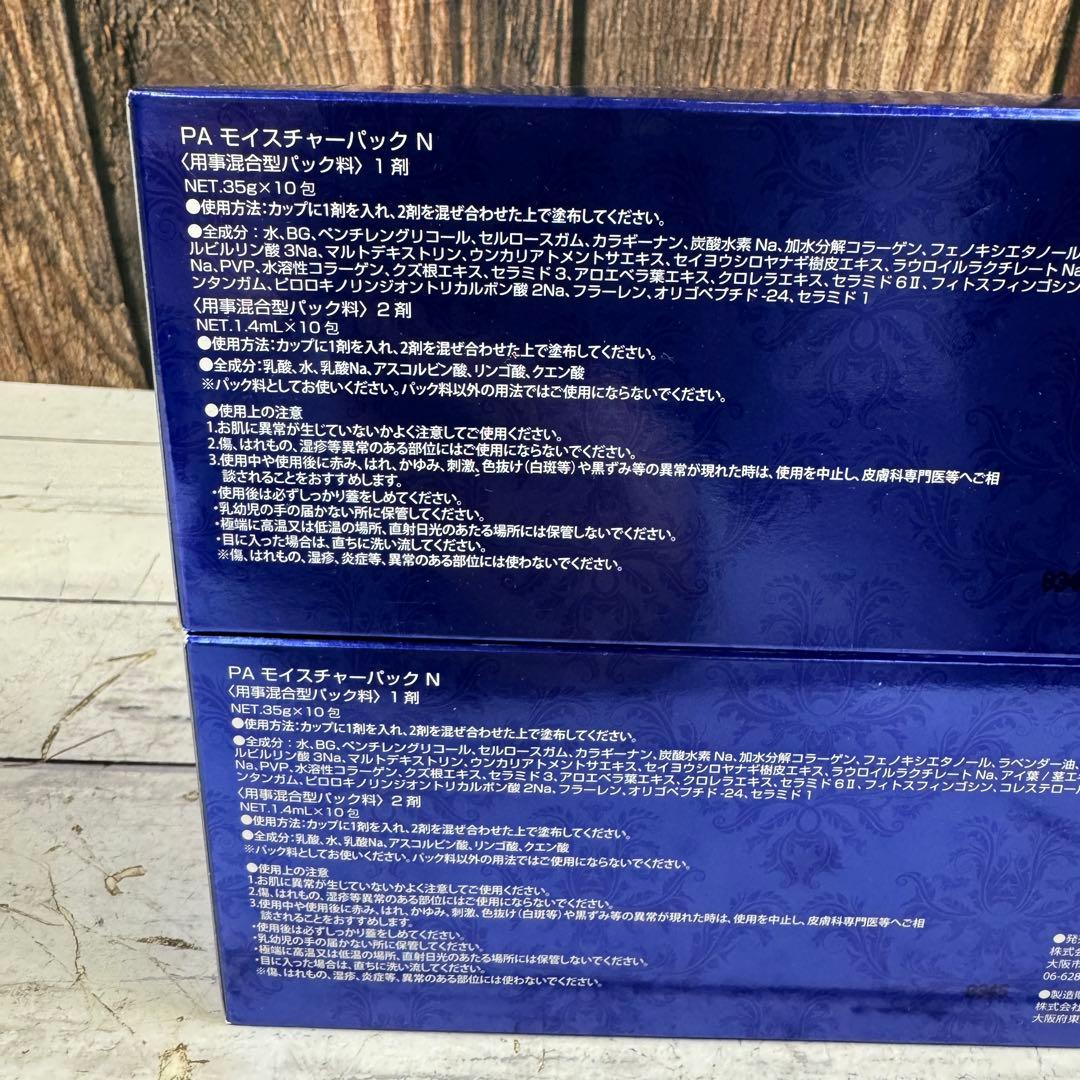 PA モイスチャーパック N
〈用事混合型パック料〉1剤
NET.35g×10包
●使用方法:カップに1剤を入れ、2剤を混ぜ合わせた上で塗布してください。
●全成分:水、BG、ペンチレングリコール、セルロースガム、カラギーナン、炭酸水素Na、加水分解コラーゲン、フェノキシエタノール
ルビルリン酸3Na、マルトデキストリン、ウンカリアトメントサエキス、セイヨウシロヤナギ樹皮エキス、ラウロイルラクチレートNa
Na、PVP、水溶性コラーゲン、クズ根エキス、セラミド3、アロエベラ葉エキス、クロレラエキス、セラミド6Ⅱ、フィトスフィンゴシン
ンタンガム、ピロロキノリンジオントリカルボン酸2Na、フラーレン、オリゴペプチド-24、セラミド1
〈用事混合型パック料〉2剤
NET.1.4mL×10包
●使用方法:カップに1剤を入れ、2剤を混ぜ合わせた上で塗布してください。
●全成分:乳酸、水、乳酸Na、アスコルビン酸、リンゴ酸、クエン酸
※パック料としてお使いください。パック料以外の用法ではご使用にならないでください。
●使用上の注意
1.お肌に異常が生じていないかよく注意してご使用ください。
2.傷、はれもの、湿疹等異常のある部位にはご使用にならないでください。
3.使用中や使用後に赤み、はれ、かゆみ、刺激、色抜け(白斑等)や黒ずみ等の異常が現れた時は、使用を中止し、皮膚科専門医等へご相
談されることをおすすめします。
・使用後は必ずしっかり蓋をしめてください。
・乳幼児の手の届かない所に保管してください。
・極端に高温又は低温の場所、直射日光のあたる場所には保管しないでください。
・目に入った場合は、直ちに洗い流してください。
※傷、はれもの、湿疹、炎症等、異常のある部位には使わないでください。
PA モイスチャーパック N
〈用事混合型パック料〉1剤
NET.35g×10包
●使用方法:カップに1剤を入れ、2剤を混ぜ合わせた上で塗布してください。
●全成分:水、BG、ペンチレングリコール、セルロースガム、カラギーナン、炭酸水素Na、加水分解コラーゲン、フェノキシエタノール、ラベンダー油、
ルビルリン酸3Na、マルトデキストリン、ウンカリアトメントサエキス、セイヨウシロヤナギ樹皮エキス、ラウロイルラクチレートNa、アイ葉/茎エ
Na、PVP、水溶性コラーゲン、クズ根エキス、セラミド3、アロエベラ葉エキス、クロレラエキス、セラミド6Ⅱ、フィトスフィンゴシン、コレステロール
ンタンガム、ピロロキノリンジオントリカルボン酸2Na、フラーレン、オリゴペプチド-24、セラミド1
〈用事混合型パック料〉2剤
NET.1.4mL×10包
●使用方法:カップに1剤を入れ、2剤を混ぜ合わせた上で塗布してください。
●全成分:乳酸、水、乳酸Na、アスコルビン酸、リンゴ酸、クエン酸
※パック料としてお使いください。パック料以外の用法ではご使用にならないでください。
●使用上の注意
1.お肌に異常が生じていないかよく注意してご使用ください。
2.傷、はれもの、湿疹等異常のある部位にはご使用にならないでください。
3.使用中や使用後に赤み、はれ、かゆみ、刺激、色抜け(白斑等)や黒ずみ等の異常が現れた時は、使用を中止し、皮膚科専門医等へご相
談されることをおすすめします。
・使用後は必ずしっかり蓋をしめてください。
・乳幼児の手の届かない所に保管してください。
・極端に高温又は低温の場所、直射日光のあたる場所には保管しないでください。
・目に入った場合は、直ちに洗い流してください。
※傷、はれもの、湿疹、炎症等、異常のある部位には使わないでください。
●発
株式会
大阪市
06-628
●製造
株式会
大阪府東